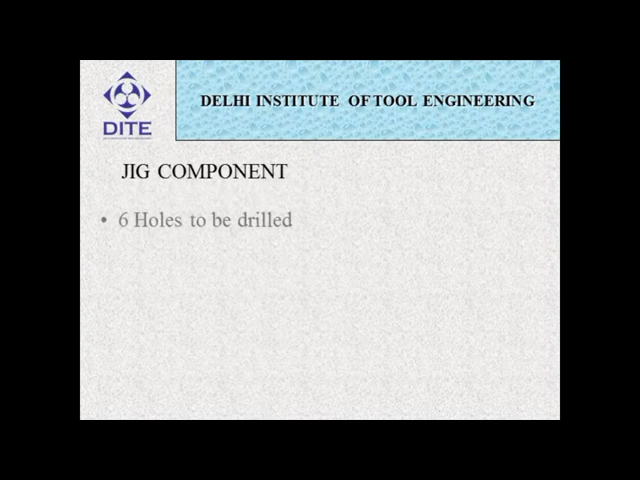 DELHI INSTITUTE OF TOOL ENGINEERING
DITE
JIG COMPONENT
• 6 Holes to be drilled